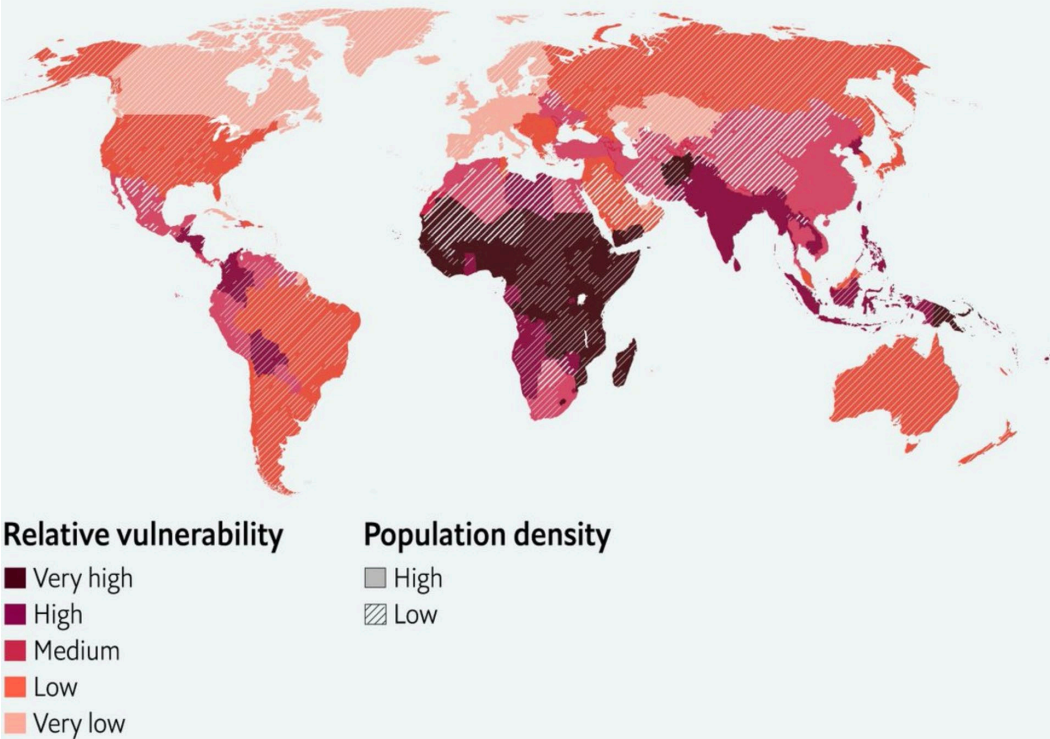 Relative vulnerability
Very high
High
Medium
Low
Very low
Population density
High
Low